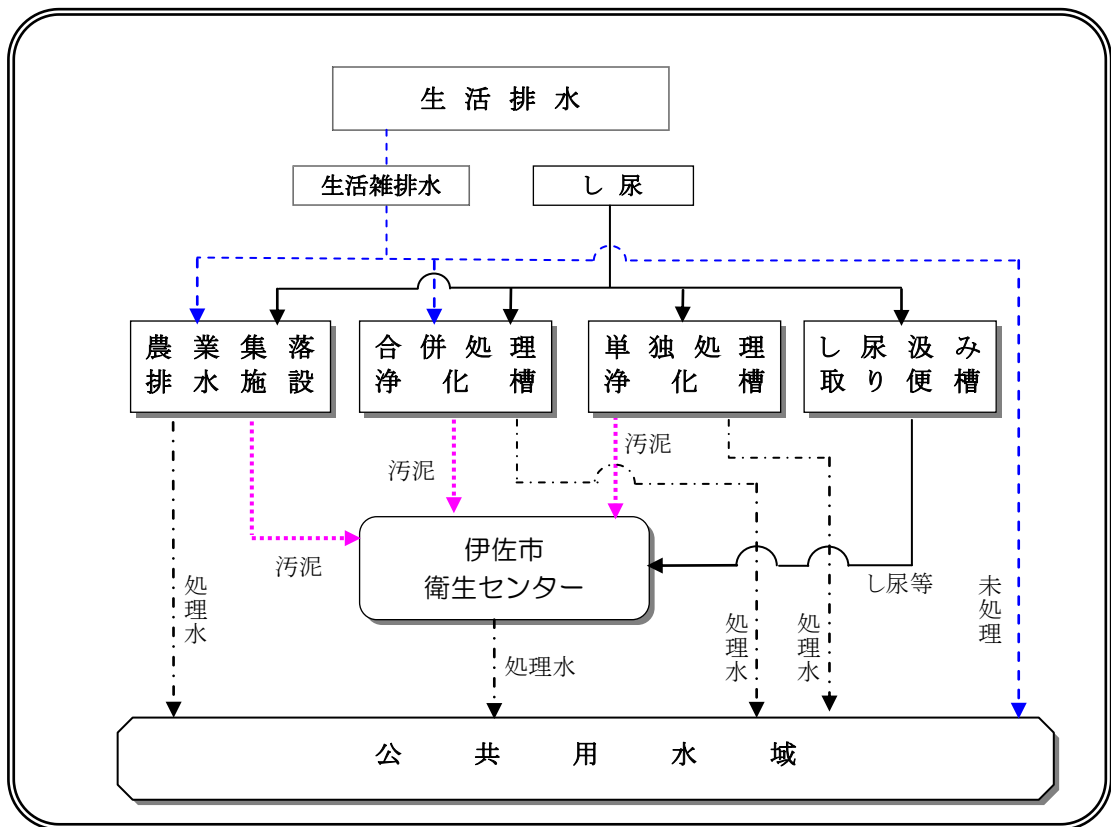 生活排水
生活雑排水
し尿
農業集落
排水施設
合併処理
浄化槽
単独処理
浄化槽
し尿汲み
取り便槽
汚泥
汚泥
汚泥
伊佐市
衛生センター
し尿等
処理水
処理水
処理水
処理水
未処理
公共用水域